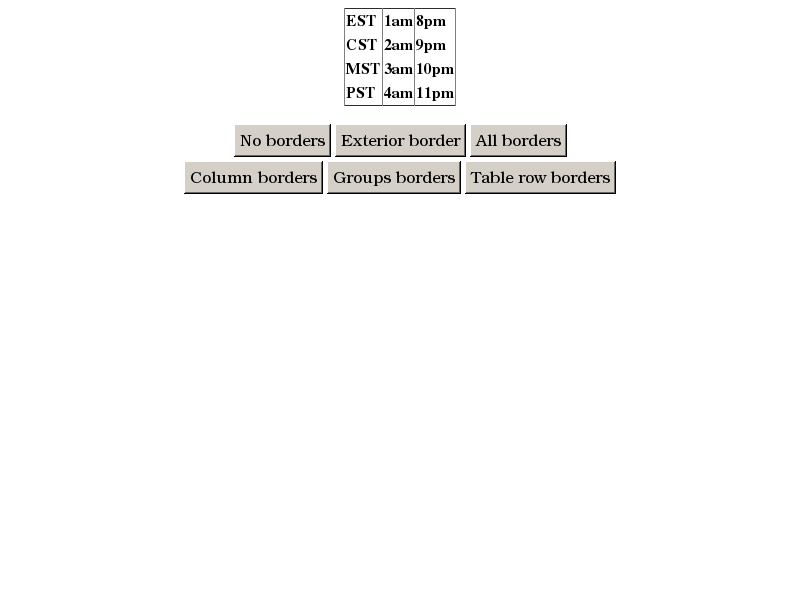 EST 1am 8pm
CST 2am 9pm
MST 3am 10pm
PST 4am 11pm
No borders Exterior border All borders
Column borders Groups borders Table row borders